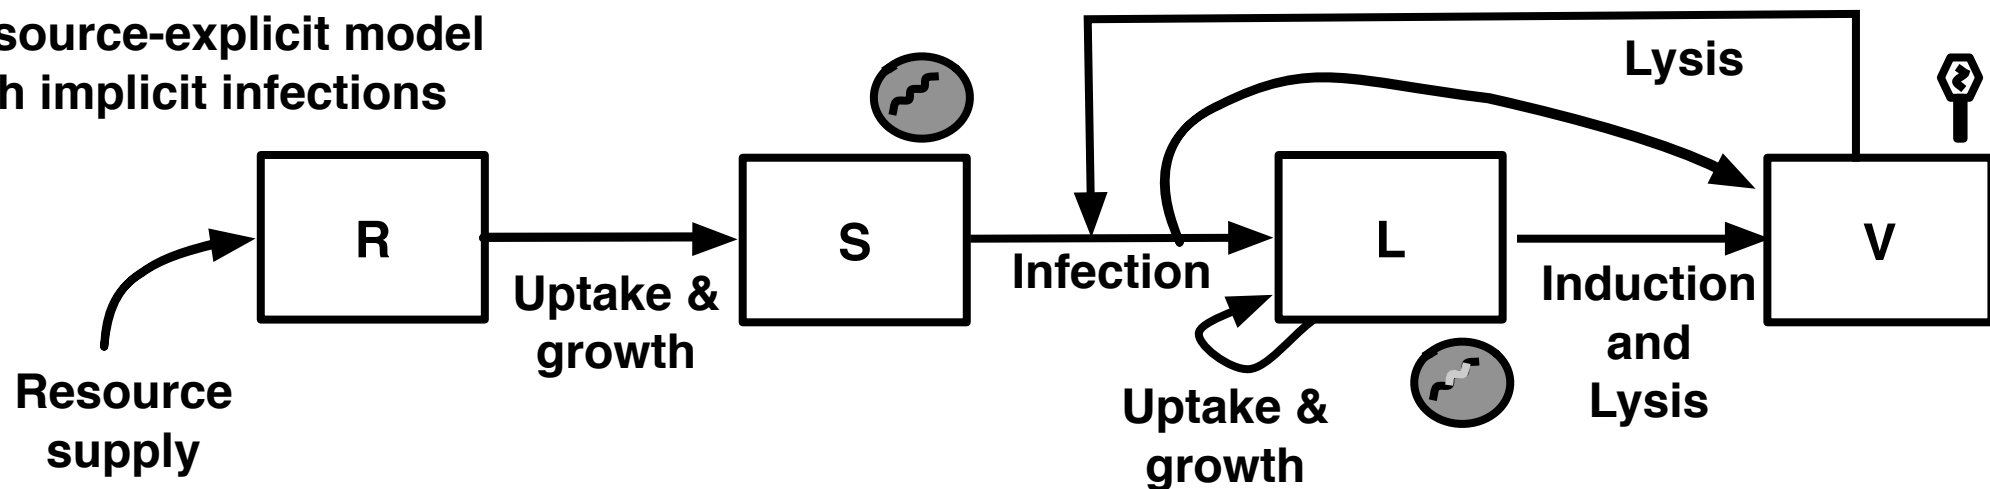 source-explicit model
h implicit infections
Lysis
R
S
L
V
Infection
Uptake &
growth
Induction
and
Lysis
Resource
supply
Uptake &
growth